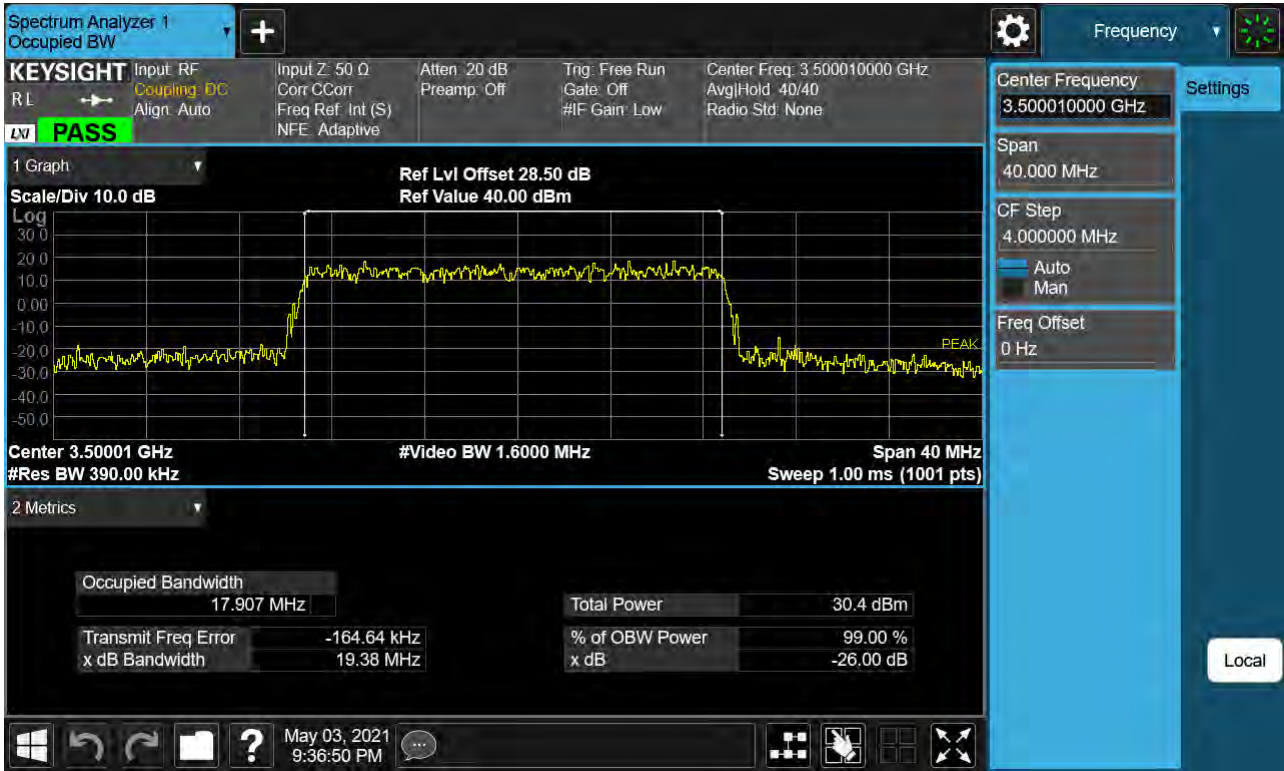 Spectrum Analyzer 1
Occupied BW
Frequency
KEYSIGHT
RL
LXI
PASS
Input: RF
Coupling: DC
Align: Auto
Input Z: 50 Ω
Corr CCorr
Freq Ref: Int (S)
NFE: Adaptive
Atten: 20 dB
Preamp: Off
Trig: Free Run
Gate: Off
#IF Gain: Low
Center Freq: 3.500010000 GHz
Avg|Hold: 40/40
Radio Std: None
Center Frequency
3.500010000 GHz
Settings
Span
40.000 MHz
CF Step
4.000000 MHz
Auto
Man
Freq Offset
0 Hz
Local
1 Graph
Ref Lvl Offset 28.50 dB
Scale/Div 10.0 dB
Ref Value 40.00 dBm
Log
30.0
20.0
10.0
0.00
-10.0
-20.0
-30.0
-40.0
-50.0
PEAK
Center 3.50001 GHz
#Video BW 1.6000 MHz
Span 40 MHz
#Res BW 390.00 kHz
Sweep 1.00 ms (1001 pts)
2 Metrics
Occupied Bandwidth
17.907 MHz
Total Power 30.4 dBm
Transmit Freq Error -164.64 kHz
% of OBW Power 99.00 %
x dB Bandwidth 19.38 MHz
x dB -26.00 dB
?
May 03, 2021
9:36:50 PM